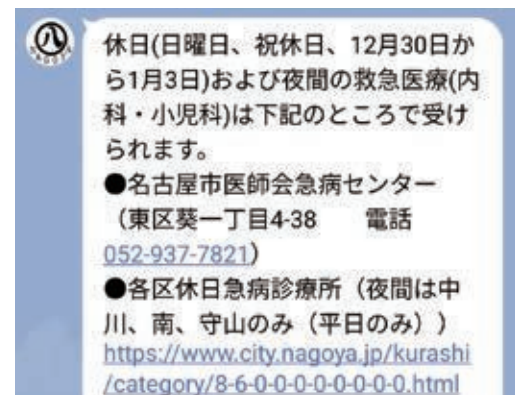 休日(日曜日、祝休日、12月30日か
ら1月3日)および夜間の救急医療(内
科・小児科)は下記のところで受け
られます。
●名古屋市医師会急病センター
（東区葵一丁目4-38　　電話
052-937-7821）
●各区休日急病診療所（夜間は中
川、南、守山のみ（平日のみ））
https://www.city.nagoya.jp/kurashi
/category/8-6-0-0-0-0-0-0-0-0.html